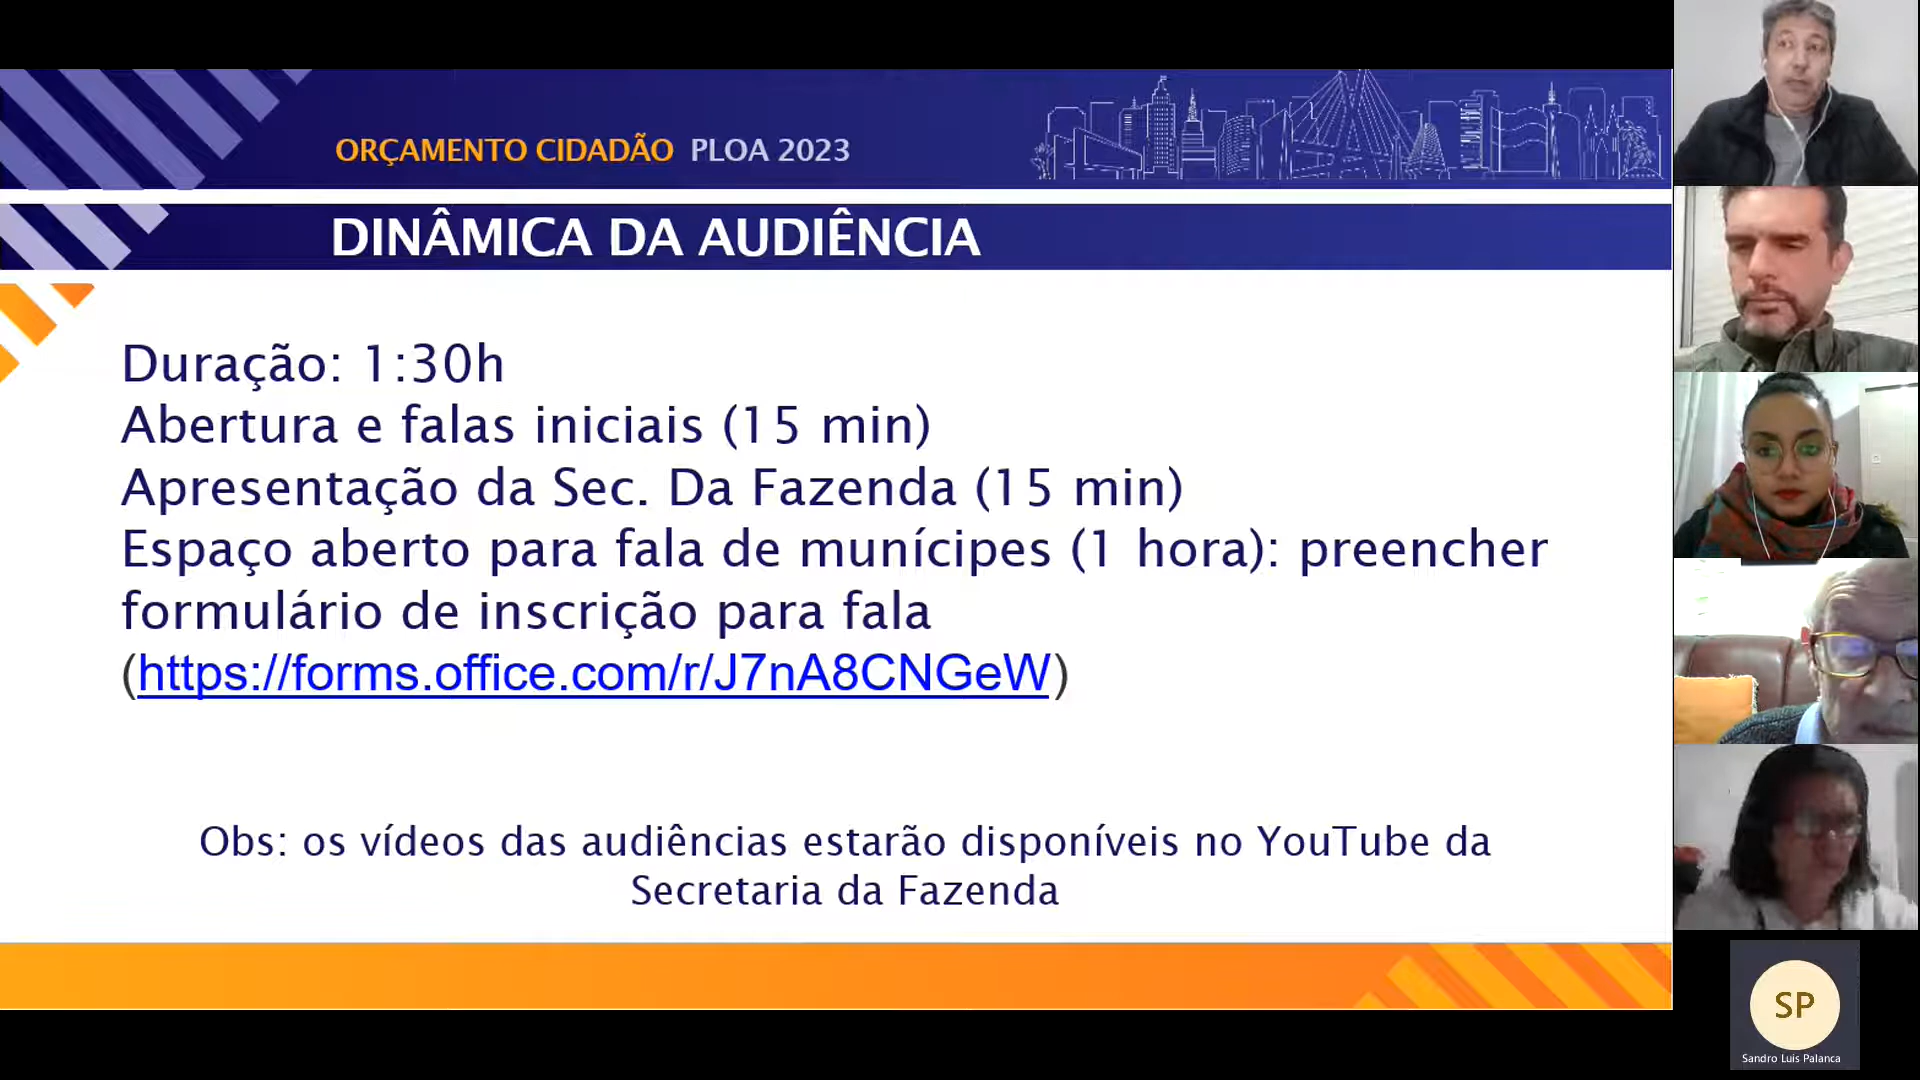 ORÇAMENTO CIDADÃO PLOA 2023
DINÂMICA DA AUDIÊNCIA
Duração: 1:30h
Abertura e falas iniciais (15 min)
Apresentação da Sec. Da Fazenda (15 min)
Espaço aberto para fala de munícipes (1 hora): preencher
formulário de inscrição para fala
(https://forms.office.com/r/J7nA8CNGeW)
Obs: os vídeos das audiências estarão disponíveis no YouTube da
Secretaria da Fazenda
SP
Sandro Luis Palanca